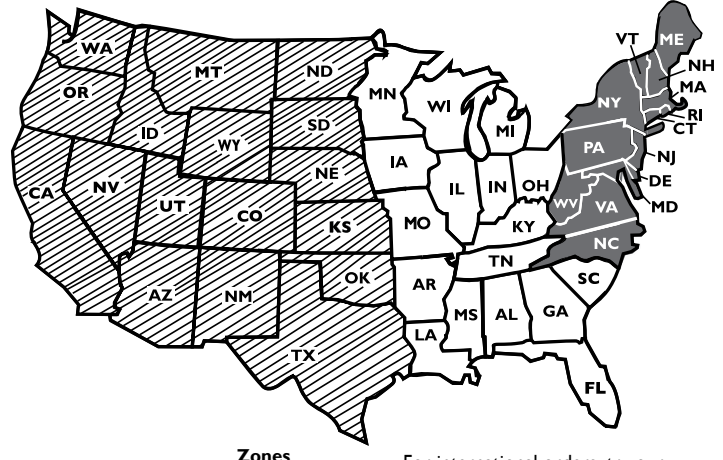 WA
MT
ND
MN
VT
ME
NH
MA
RI
CT
NJ
DE
MD
OR
ID
WY
SD
WI
MI
NY
PA
CA
NV
UT
CO
NE
KS
IA
IL
IN
OH
WV
VA
MO
KY
NC
AZ
NM
OK
TX
AR
TN
SC
LA
MS
AL
GA
FL
Zones